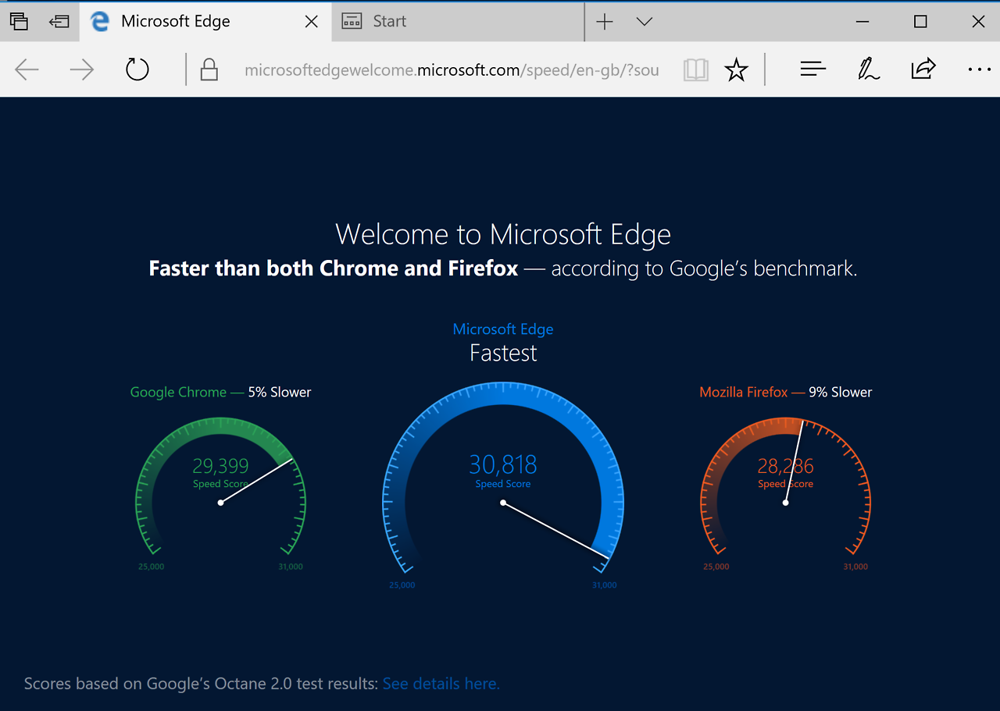 Microsoft Edge
Start
microsoftedgewelcome.microsoft.com/speed/en-gb/?sou
Welcome to Microsoft Edge
Faster than both Chrome and Firefox — according to Google's benchmark.
Microsoft Edge
Fastest
Google Chrome — 5% Slower
29,399
Speed Score
25,000
31,000
30,818
Speed Score
25,000
31,000
Mozilla Firefox — 9% Slower
28,286
Speed Score
25,000
31,000
Scores based on Google's Octane 2.0 test results: See details here.